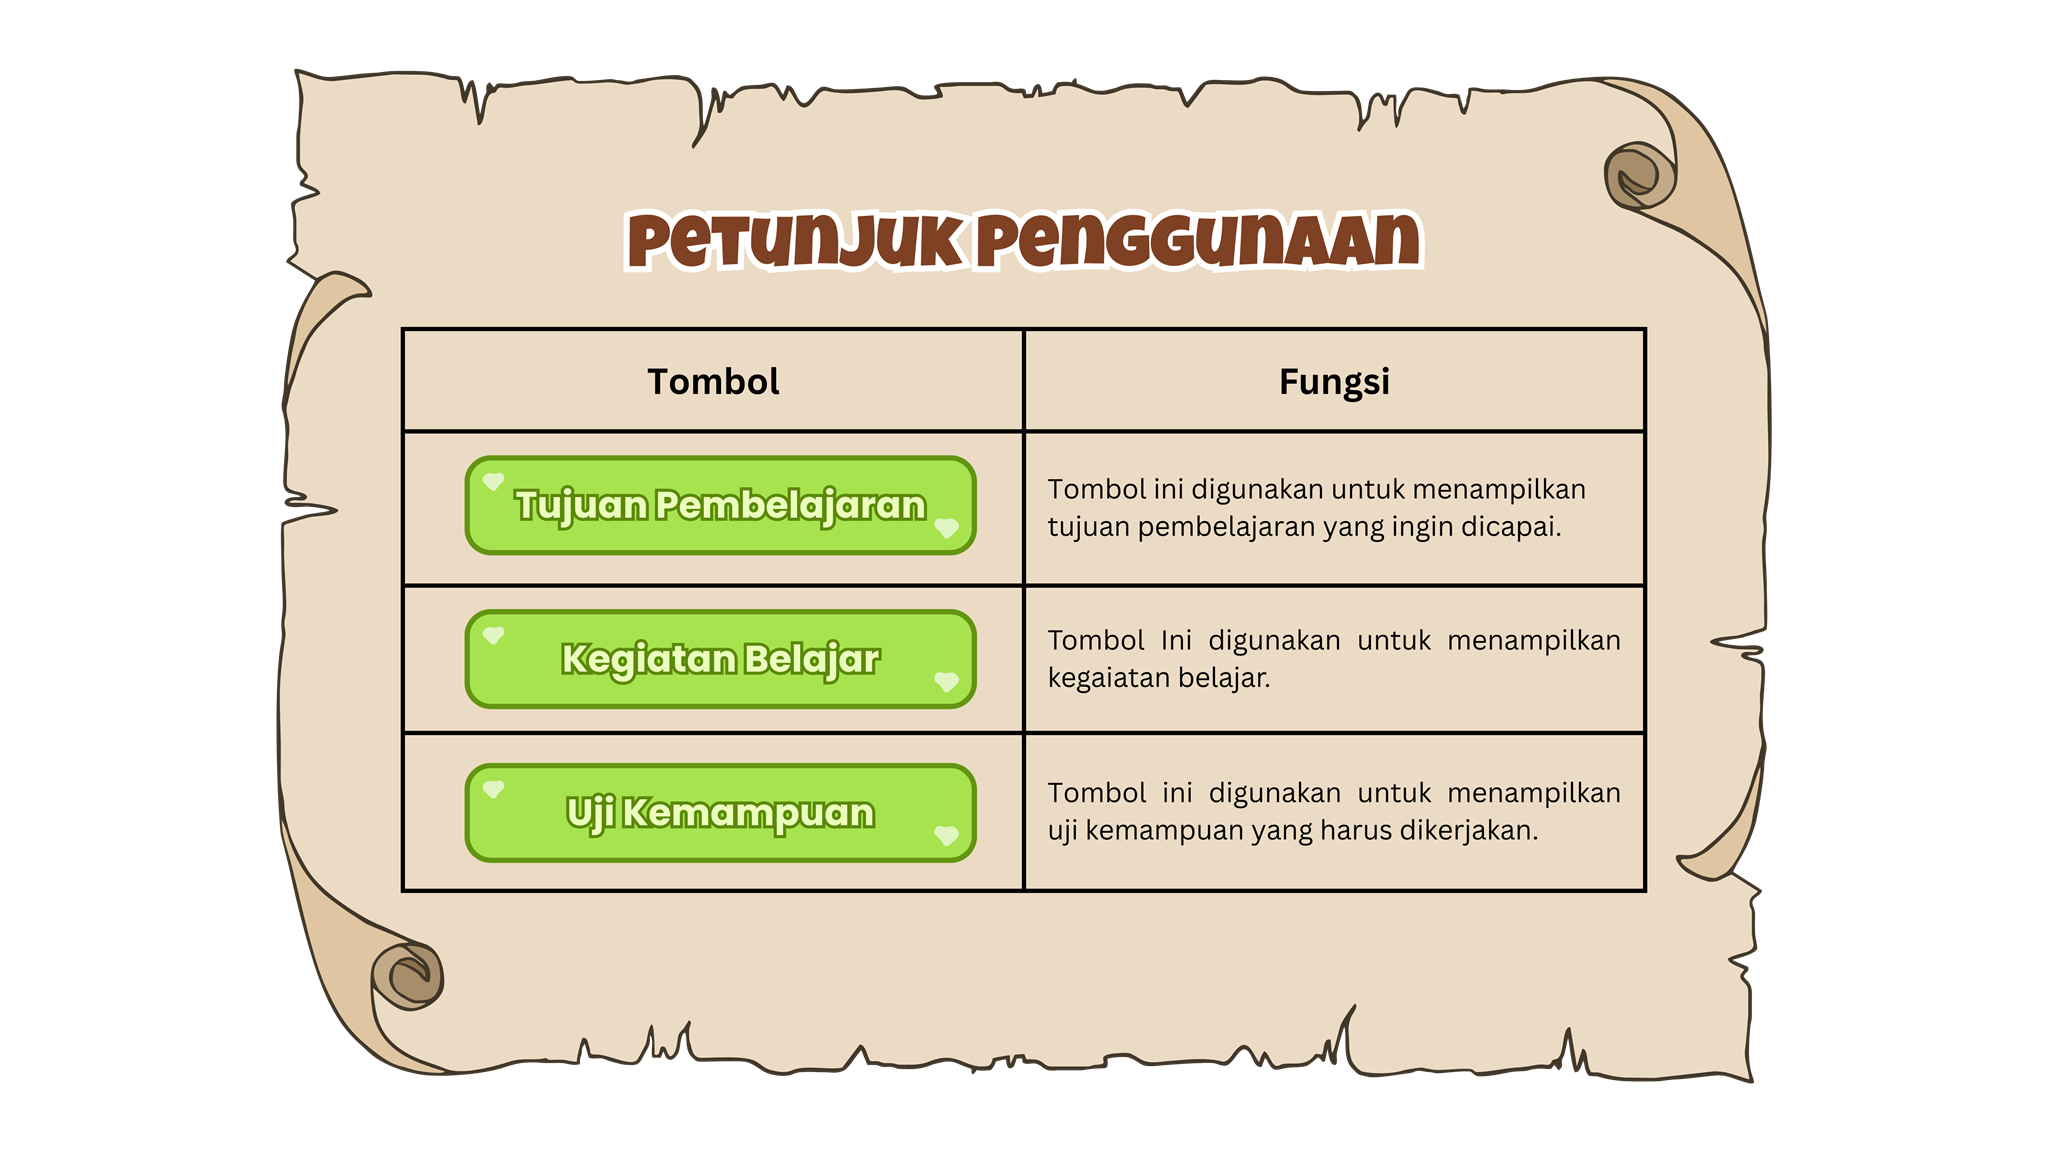 Petunjuk Penggunaan
Tombol
Fungsi
Tujuan Pembelajaran
Tombol ini digunakan untuk menampilkan
tujuan pembelajaran yang ingin dicapai.
Kegiatan Belajar
Tombol Ini digunakan untuk menampilkan
kegaiatan belajar.
Uji Kemampuan
Tombol ini digunakan untuk menampilkan
uji kemampuan yang harus dikerjakan.